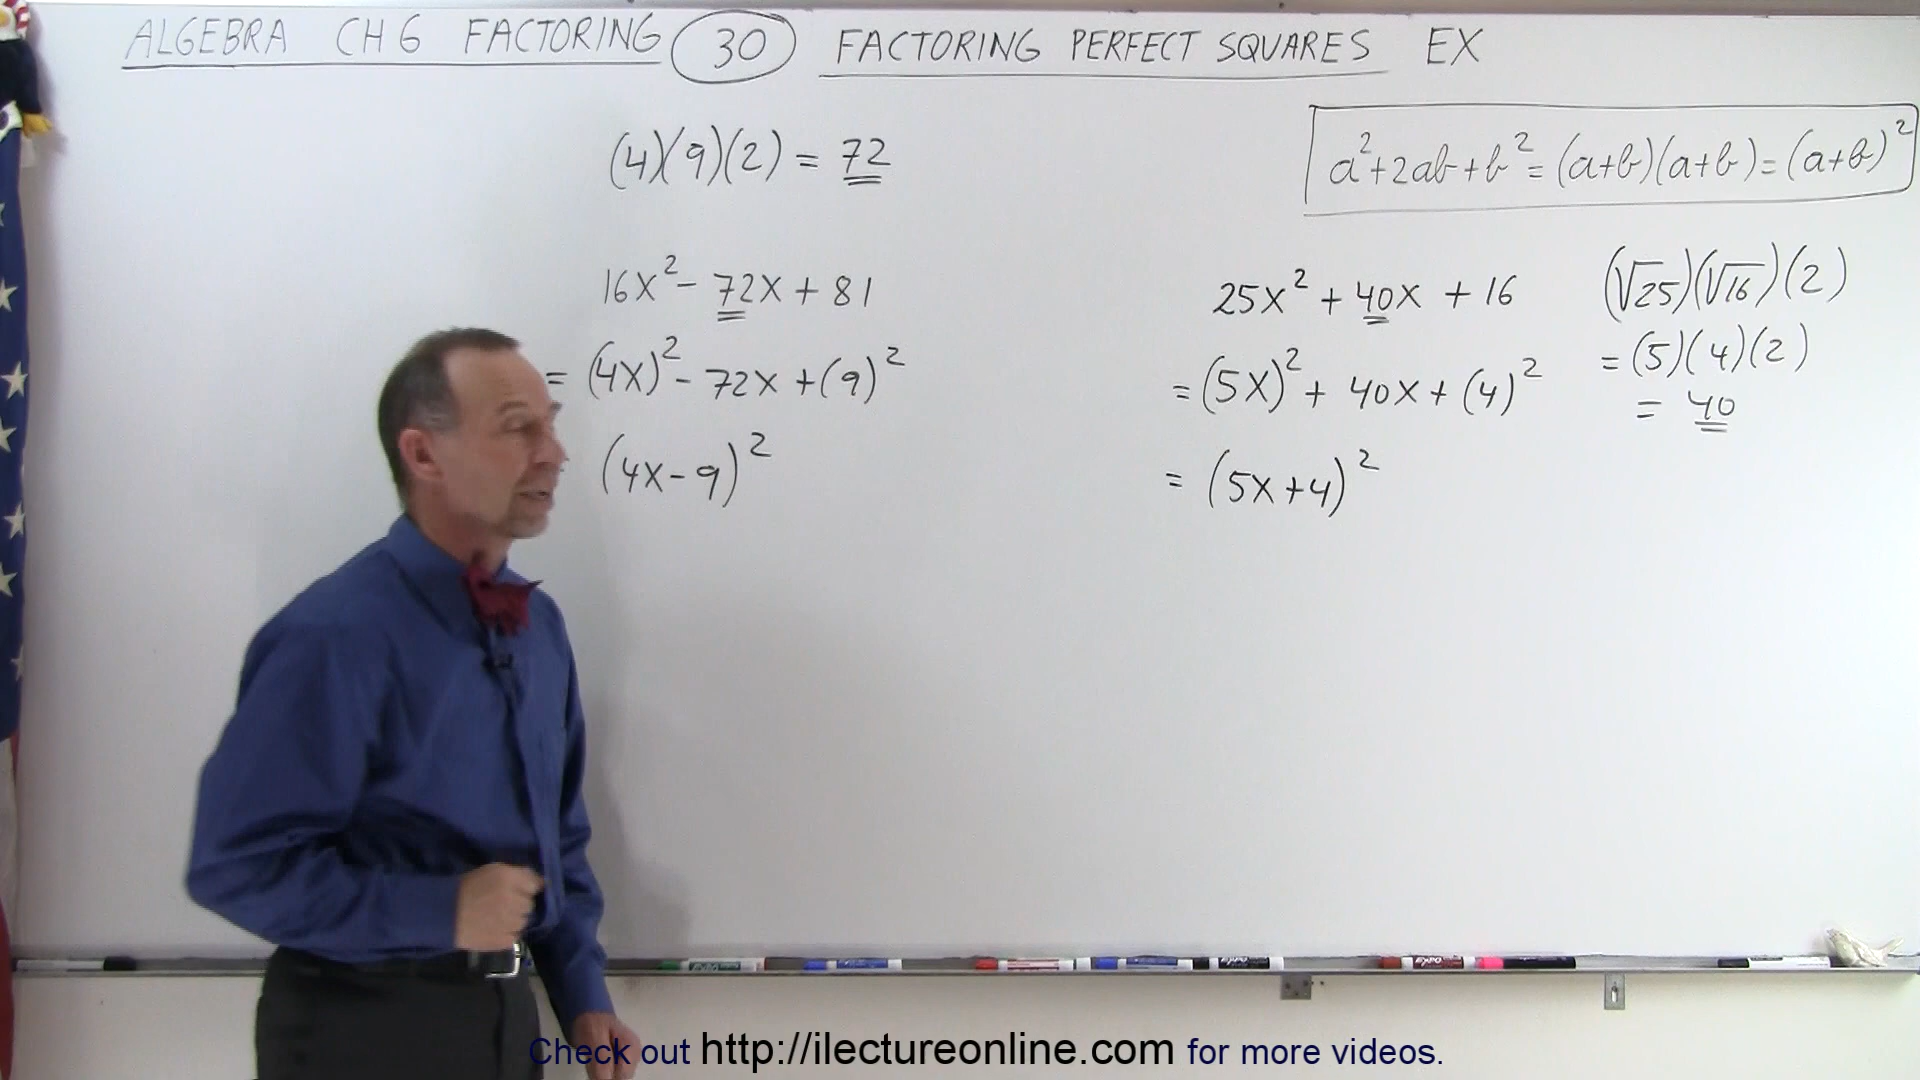 ALGEBRA CH 6 FACTORING 30 FACTORING PERFECT SQUARES EX
(4)(9)(2) = 72
a²+2ab+b² = (a+b)(a+b) = (a+b)²
16x² - 72x + 81
= (4x)² - 72x + (9)²
(4x - 9)²
25x² + 40x + 16
= (5x)² + 40x + (4)²
= (5x+4)²
(√25)(√16)(2)
= (5)(4)(2)
= 40
Check out http://ilectureonline.com for more videos.